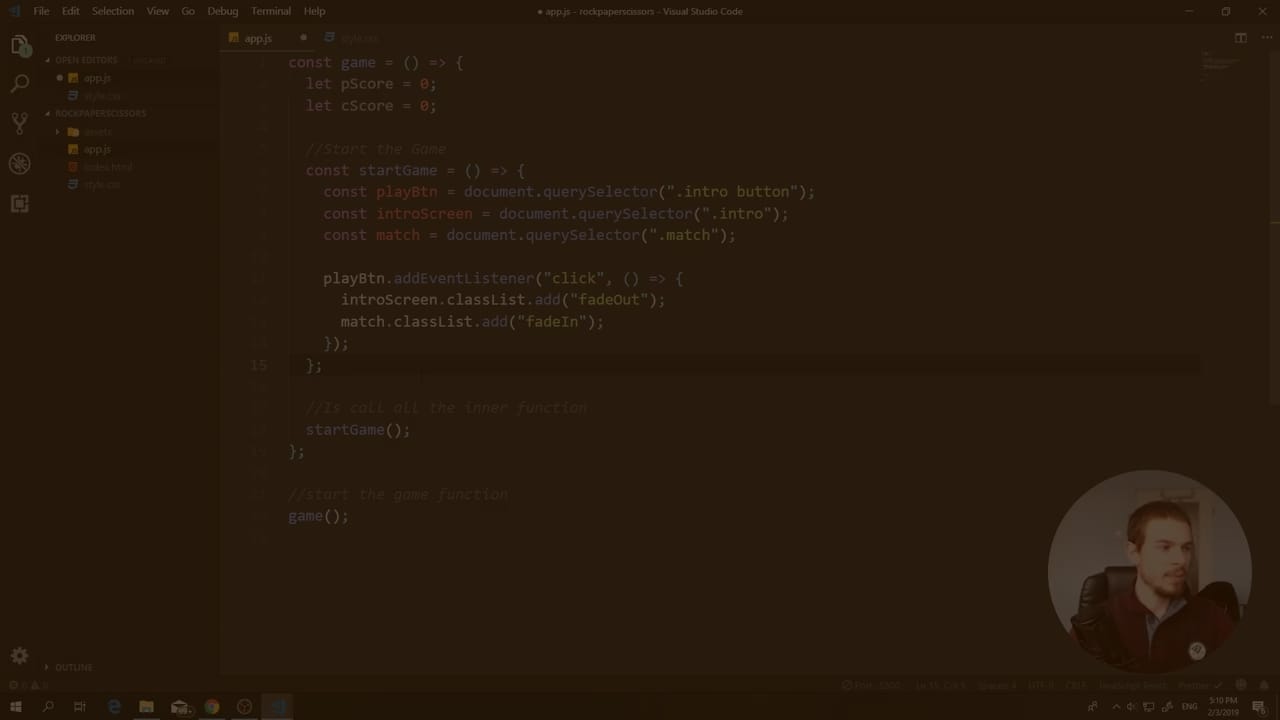 File Edit Selection View Go Debug Terminal Help
● app.js - rockpaperscissors - Visual Studio Code
EXPLORER
OPEN EDITORS
app.js
style.css
ROCKPAPERSCISSORS
assets
app.js
index.html
style.css
OUTLINE
app.js
style.css
const game = () => {
let pScore = 0;
let cScore = 0;
//Start the Game
const startGame = () => {
const playBtn = document.querySelector(".intro button");
const introScreen = document.querySelector(".intro");
const match = document.querySelector(".match");
playBtn.addEventListener("click", () => {
introScreen.classList.add("fadeOut");
match.classList.add("fadeIn");
});
15 };
//Is call all the inner function
startGame();
};
//start the game function
game();
Ln 15, Col 5 Spaces 4 UTF-8 CRLF JavaScript React Prettier
ENG
5:10 PM
2/3/2019